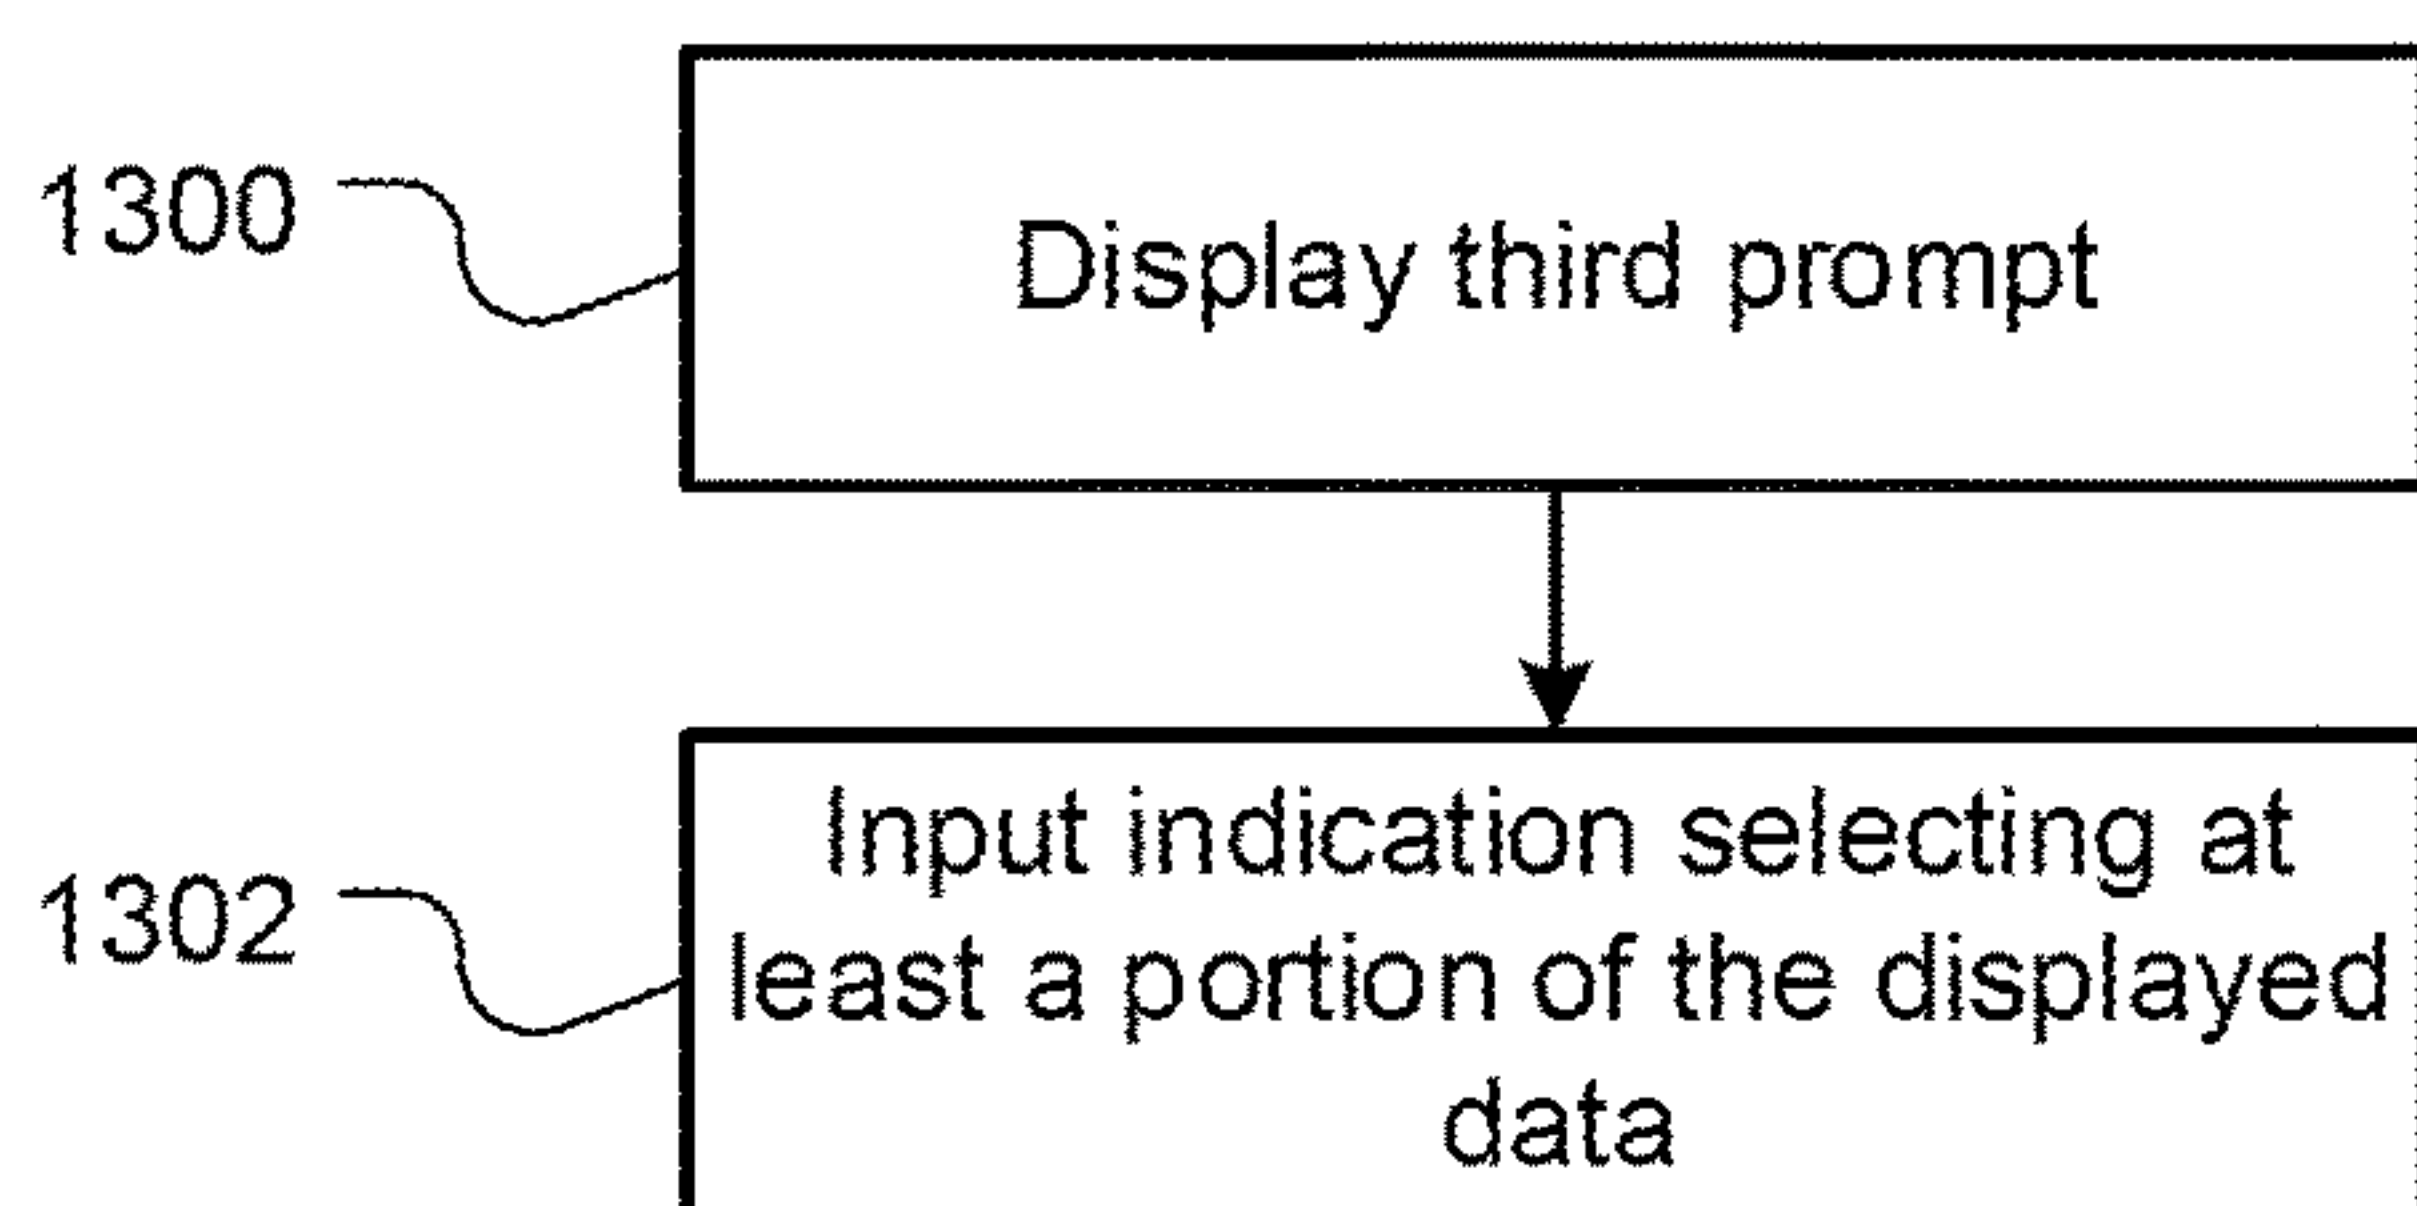 1300
Display third prompt
1302
Input indication selecting at
least a portion of the displayed
data